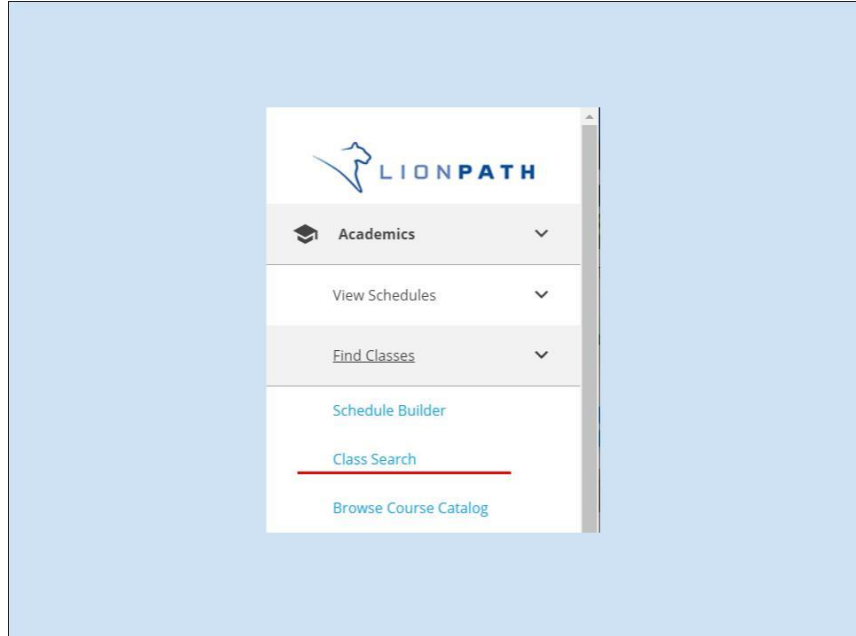 LIONPATH
Academics
View Schedules
Find Classes
Schedule Builder
Class Search
Browse Course Catalog